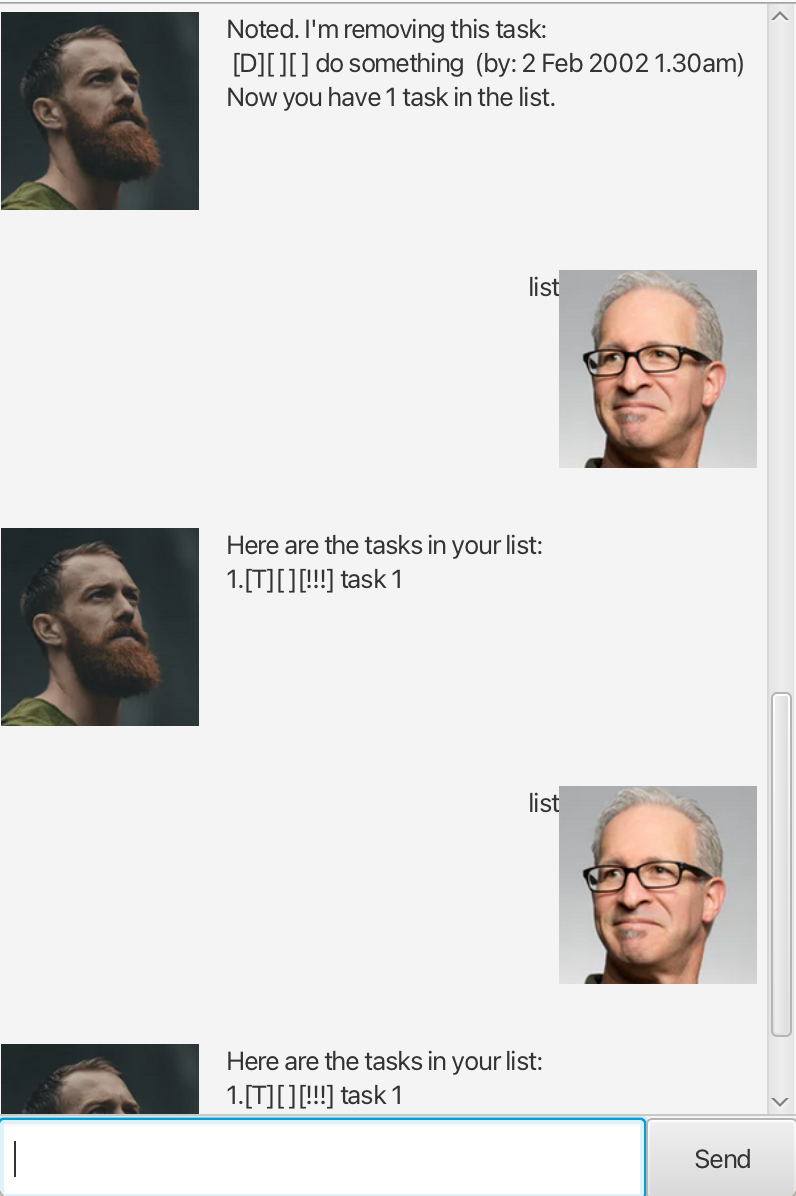 Noted. I'm removing this task:
[D][ ][ ] do something  (by: 2 Feb 2002 1.30am)
Now you have 1 task in the list.
list
Here are the tasks in your list:
1.[T][ ][!!!] task 1
list
Here are the tasks in your list:
1.[T][ ][!!!] task 1
Send